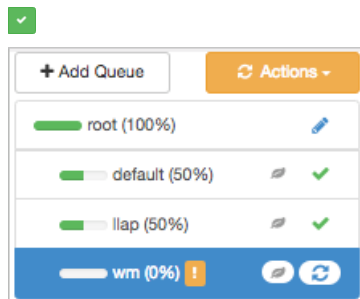 + Add Queue
Actions
root (100%)
default (50%)
llap (50%)
wm (0%) !